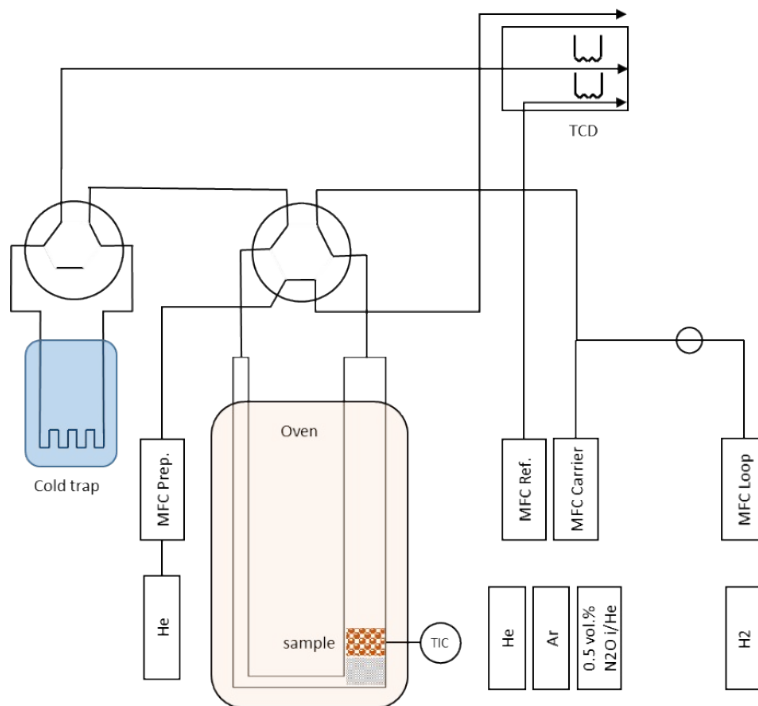 TCD
Oven
Cold trap
MFC Prep.
MFC Ref.
MFC Carrier
MFC Loop
He
sample
TIC
He
Ar
0.5 vol.%
N2O i/He
H2